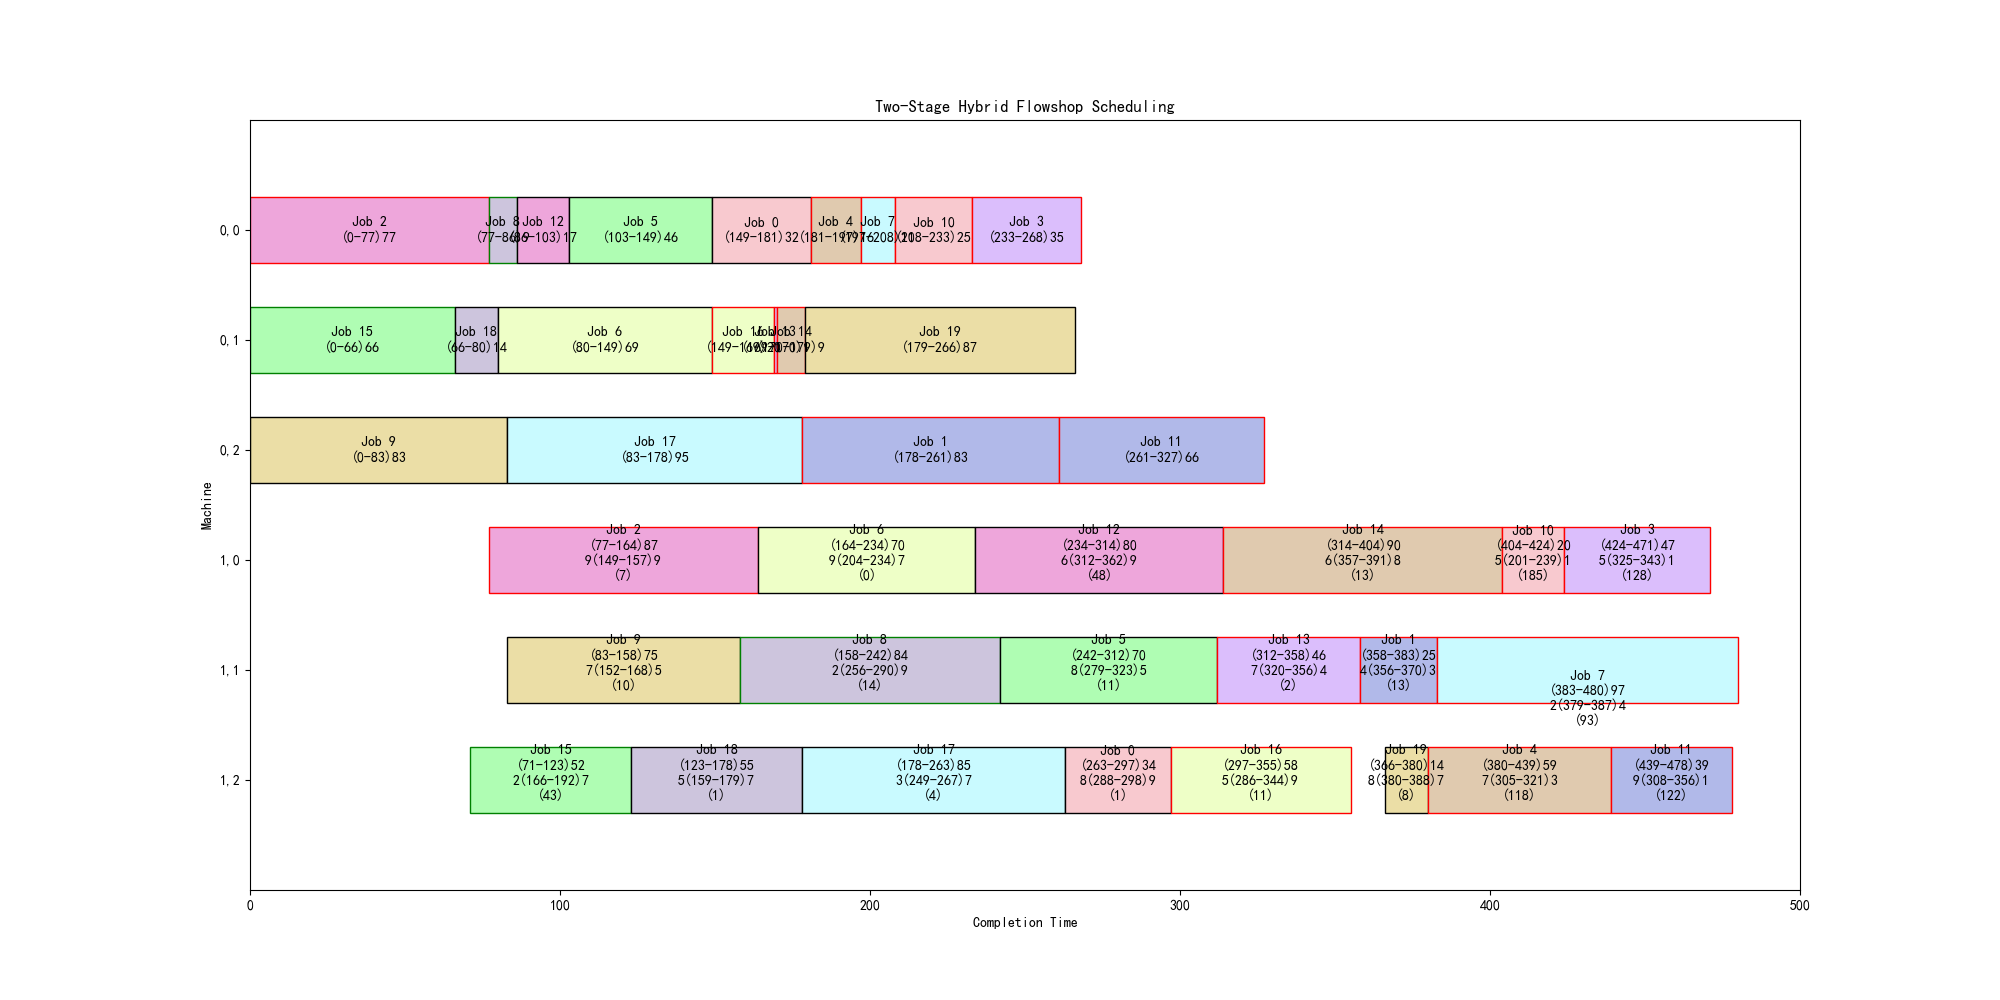 Two-Stage Hybrid Flowshop Scheduling
0,0
Job 2
(0-77)77
Job 8
(77-86)9
Job 12
(86-103)17
Job 5
(103-149)46
Job 0
(149-181)32
Job 4
(181-197)16
Job 7
(197-208)11
Job 10
(208-233)25
Job 3
(233-268)35
0,1
Job 15
(0-66)66
Job 18
(66-80)14
Job 6
(80-149)69
Job 16
(149-169)20
Job 13
(169-170)1
Job 14
(170-179)9
Job 19
(179-266)87
0,2
Job 9
(0-83)83
Job 17
(83-178)95
Job 1
(178-261)83
Job 11
(261-327)66
Machine
1,0
Job 2
(77-164)87
9(149-157)9
(7)
Job 6
(164-234)70
9(204-234)7
(0)
Job 12
(234-314)80
6(312-362)9
(48)
Job 14
(314-404)90
6(357-391)8
(13)
Job 10
(404-424)20
5(201-239)1
(185)
Job 3
(424-471)47
5(325-343)1
(128)
1,1
Job 9
(83-158)75
7(152-168)5
(10)
Job 8
(158-242)84
2(256-290)9
(14)
Job 5
(242-312)70
8(279-323)5
(11)
Job 13
(312-358)46
7(320-356)4
(2)
Job 1
(358-383)25
4(356-370)3
(13)
Job 7
(383-480)97
2(379-387)4
(93)
1,2
Job 15
(71-123)52
2(166-192)7
(43)
Job 18
(123-178)55
5(159-179)7
(1)
Job 17
(178-263)85
3(249-267)7
(4)
Job 0
(263-297)34
8(288-298)9
(1)
Job 16
(297-355)58
5(286-344)9
(11)
Job 19
(366-380)14
8(380-388)7
(8)
Job 4
(380-439)59
7(305-321)3
(118)
Job 11
(439-478)39
9(308-356)1
(122)
0
100
200
300
400
500
Completion Time